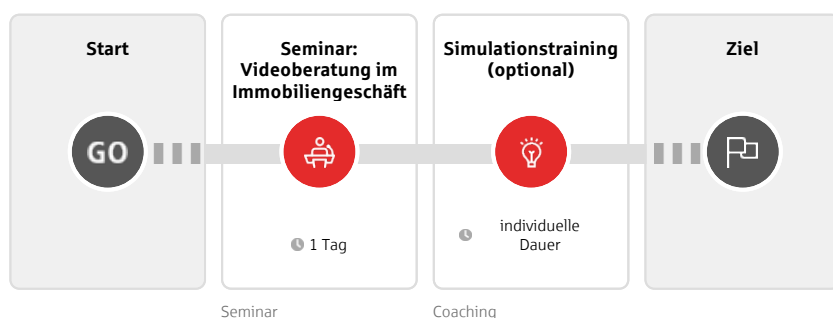 Start
Seminar:
Videoberatung im
Immobiliengeschäft
Simulationstraining
(optional)
Ziel
GO
1 Tag
individuelle
Dauer
Seminar
Coaching